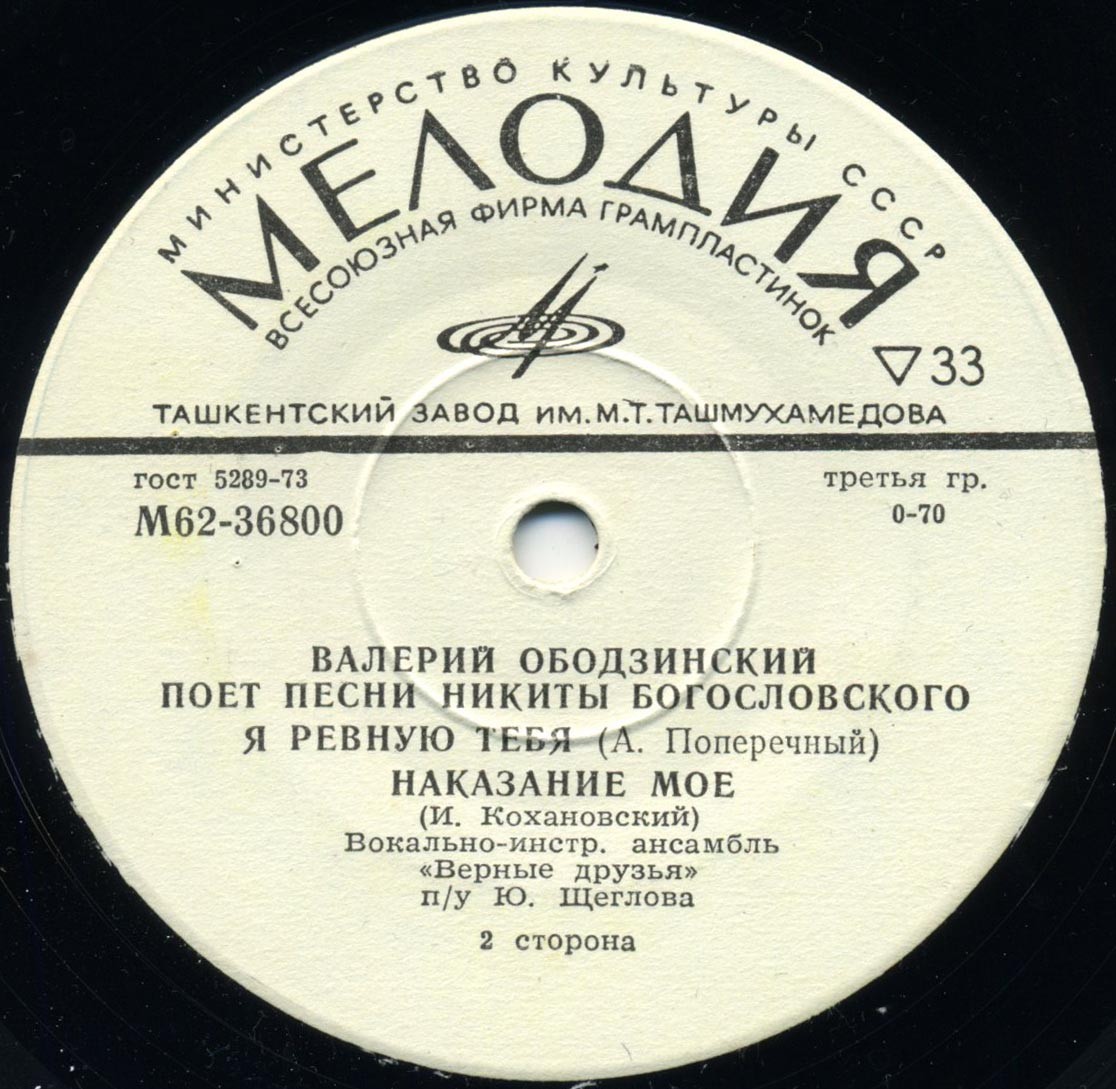 МИНИСТЕРСТВО КУЛЬТУРЫ СССР
МЕЛОДИЯ
ВСЕСОЮЗНАЯ ФИРМА ГРАМПЛАСТИНОК
▽33
ТАШКЕНТСКИЙ ЗАВОД ИМ. М.Т. ТАШМУХАМЕДОВА
гост 5289-73
третья гр.
М62-36800
0-70
ВАЛЕРИЙ ОБОДЗИНСКИЙ
ПОЕТ ПЕСНИ НИКИТЫ БОГОСЛОВСКОГО
Я РЕВНУЮ ТЕБЯ (А. Поперечный)
НАКАЗАНИЕ МОЕ
(И. Кохановский)
Вокально-инстр. ансамбль
«Верные друзья»
п/у Ю. Щеглова
2 сторона